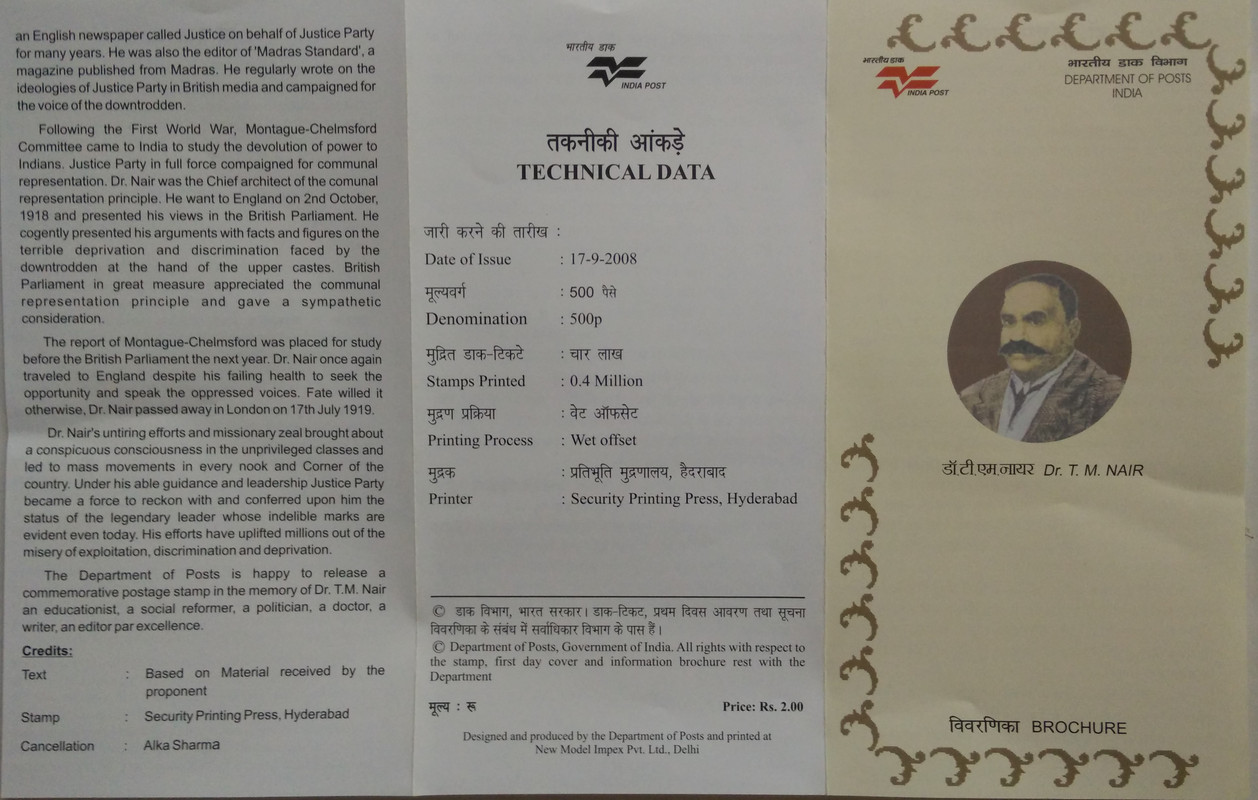 an English newspaper called Justice on behalf of Justice Party
for many years. He was also the editor of 'Madras Standard', a
magazine published from Madras. He regularly wrote on the
ideologies of Justice Party in British media and campaigned for
the voice of the downtrodden.
Following the First World War, Montague-Chelmsford
Committee came to India to study the devolution of power to
Indians. Justice Party in full force compaigned for communal
representation. Dr. Nair was the Chief architect of the comunal
representation principle. He want to England on 2nd October,
1918 and presented his views in the British Parliament. He
cogently presented his arguments with facts and figures on the
terrible deprivation and discrimination faced by the
downtrodden at the hand of the upper castes. British
Parliament in great measure appreciated the communal
representation principle and gave a sympathetic
consideration.
The report of Montague-Chelmsford was placed for study
before the British Parliament the next year. Dr. Nair once again
traveled to England despite his failing health to seek the
opportunity and speak the oppressed voices. Fate willed it
otherwise, Dr. Nair passed away in London on 17th July 1919.
Dr. Nair's untiring efforts and missionary zeal brought about
a conspicuous consciousness in the unprivileged classes and
led to mass movements in every nook and Corner of the
country. Under his able guidance and leadership Justice Party
became a force to reckon with and conferred upon him the
status of the legendary leader whose indelible marks are
evident even today. His efforts have uplifted millions out of the
misery of exploitation, discrimination and deprivation.
The Department of Posts is happy to release a
commemorative postage stamp in the memory of Dr. T.M. Nair
an educationist, a social reformer, a politician, a doctor, a
writer, an editor par excellence.
Credits:
Text : Based on Material received by the
proponent
Stamp : Security Printing Press, Hyderabad
Cancellation : Alka Sharma
भारतीय डाक
INDIA POST
तकनीकी आंकड़े
TECHNICAL DATA
जारी करने की तारीख :
Date of Issue : 17-9-2008
मूल्यवर्ग : 500 पैसे
Denomination : 500p
मुद्रित डाक-टिकटे : चार लाख
Stamps Printed : 0.4 Million
मुद्रण प्रक्रिया : वेट ऑफसेट
Printing Process : Wet offset
मुद्रक : प्रतिभूति मुद्रणालय, हैदराबाद
Printer : Security Printing Press, Hyderabad
© डाक विभाग, भारत सरकार। डाक-टिकट, प्रथम दिवस आवरण तथा सूचना
विवरणिका के संबंध में सर्वाधिकार विभाग के पास हैं।
© Department of Posts, Government of India. All rights with respect to
the stamp, first day cover and information brochure rest with the
Department
मूल्य : रू Price: Rs. 2.00
Designed and produced by the Department of Posts and printed at
New Model Impex Pvt. Ltd., Delhi
भारतीय डाक
INDIA POST
भारतीय डाक विभाग
DEPARTMENT OF POSTS
INDIA
डॉ.टी.एम.नायर Dr. T. M. NAIR
विवरणिका BROCHURE